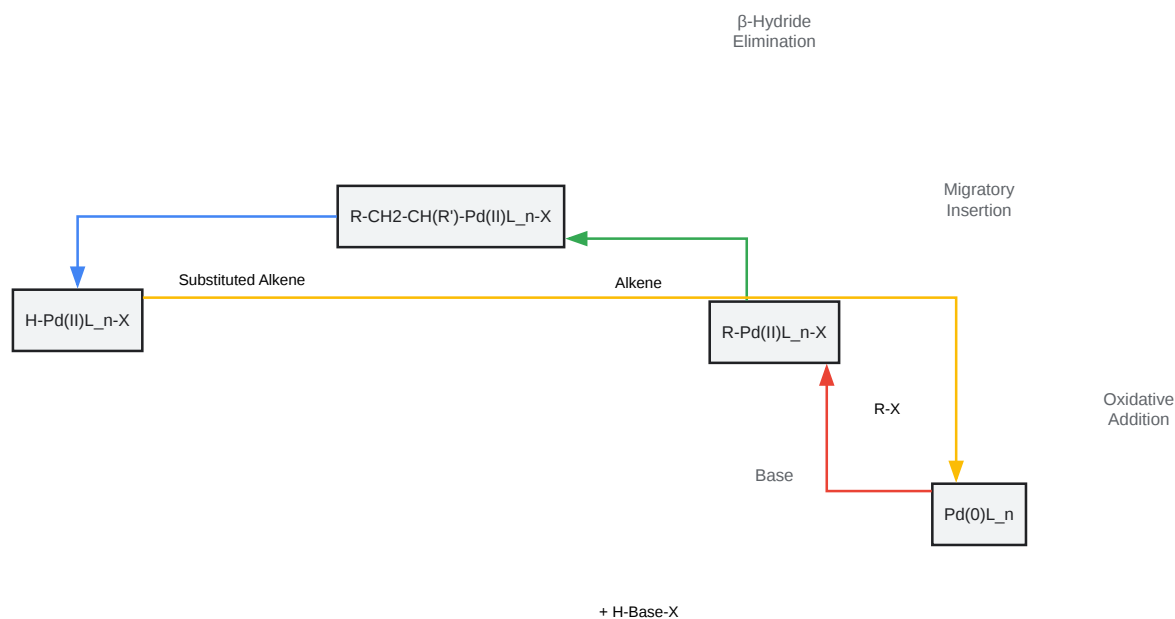 β-Hydride
Elimination
Migratory
Insertion
R-CH2-CH(R')-Pd(II)L_n-X
Substituted Alkene
Alkene
H-Pd(II)L_n-X
R-Pd(II)L_n-X
Oxidative
Addition
R-X
Base
Pd(0)L_n
+ H-Base-X